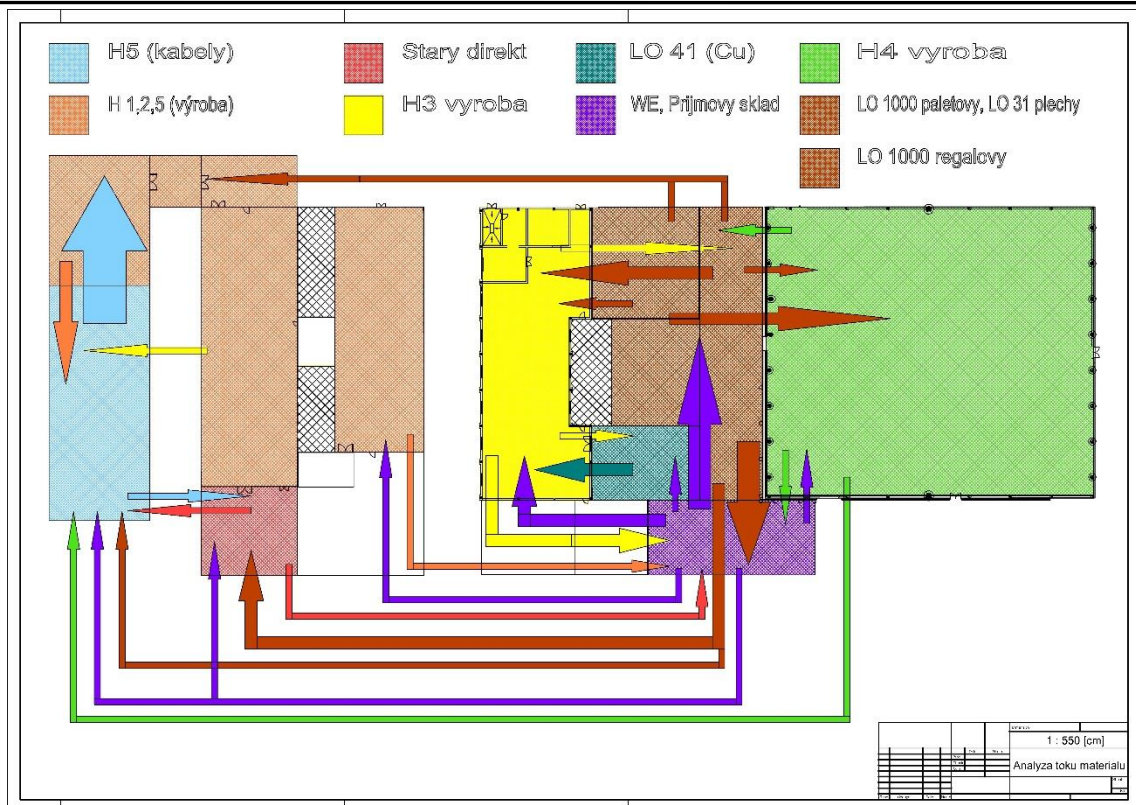 H5 (kabely)
Stary direkt
LO 41 (Cu)
H4 vyroba
H 1,2,5 (výroba)
H3 vyroba
WE, Prijmovy sklad
LO 1000 paletovy, LO 31 plechy
LO 1000 regalovy
1 : 550 [cm]
Analyza toku materialu